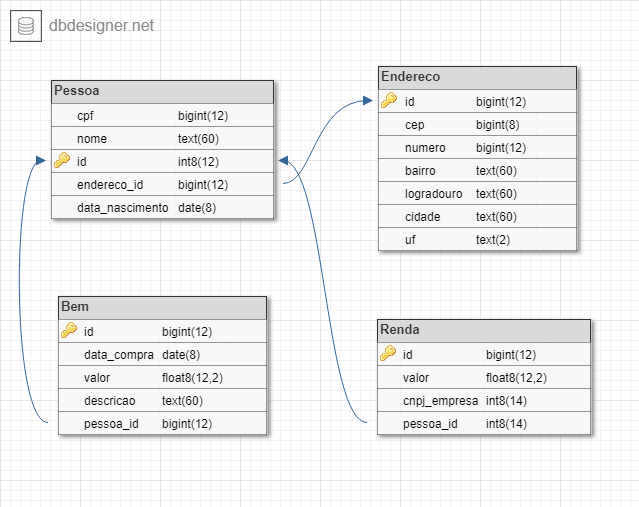 dbdesigner.net
Pessoa
cpf bigint(12)
nome text(60)
id int8(12)
endereco_id bigint(12)
data_nascimento date(8)
Endereco
id bigint(12)
cep bigint(8)
numero bigint(12)
bairro text(60)
logradouro text(60)
cidade text(60)
uf text(2)
Bem
id bigint(12)
data_compra date(8)
valor float8(12,2)
descricao text(60)
pessoa_id bigint(12)
Renda
id bigint(12)
valor float8(12,2)
cnpj_empresa int8(14)
pessoa_id int8(14)